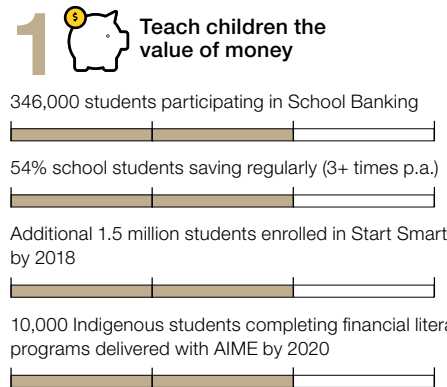 1
$
Teach children the
value of money
346,000 students participating in School Banking
54% school students saving regularly (3+ times p.a.)
Additional 1.5 million students enrolled in Start Smart
by 2018
10,000 Indigenous students completing financial
programs delivered with AIME by 2020